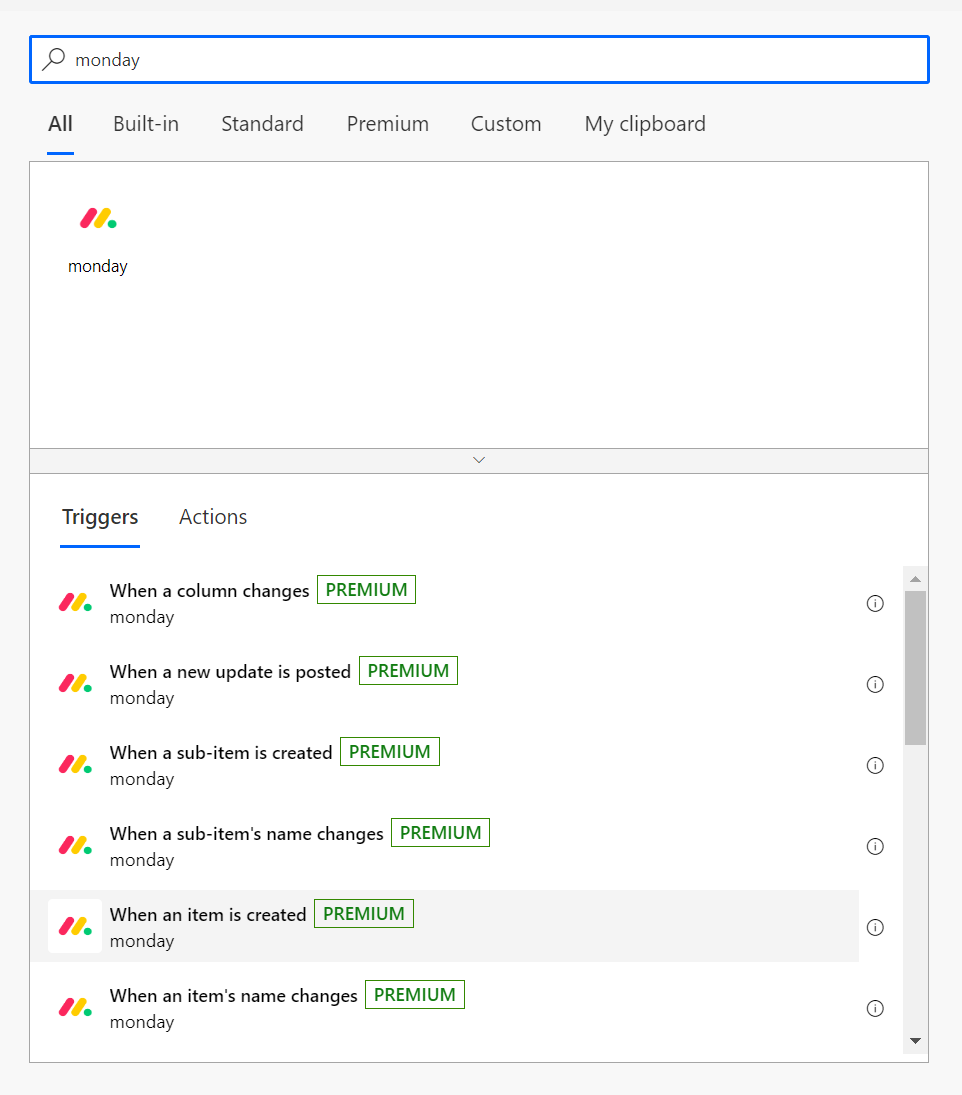 monday
All Built-in Standard Premium Custom My clipboard
monday
Triggers Actions
When a column changes PREMIUM
monday
When a new update is posted PREMIUM
monday
When a sub-item is created PREMIUM
monday
When a sub-item's name changes PREMIUM
monday
When an item is created PREMIUM
monday
When an item's name changes PREMIUM
monday